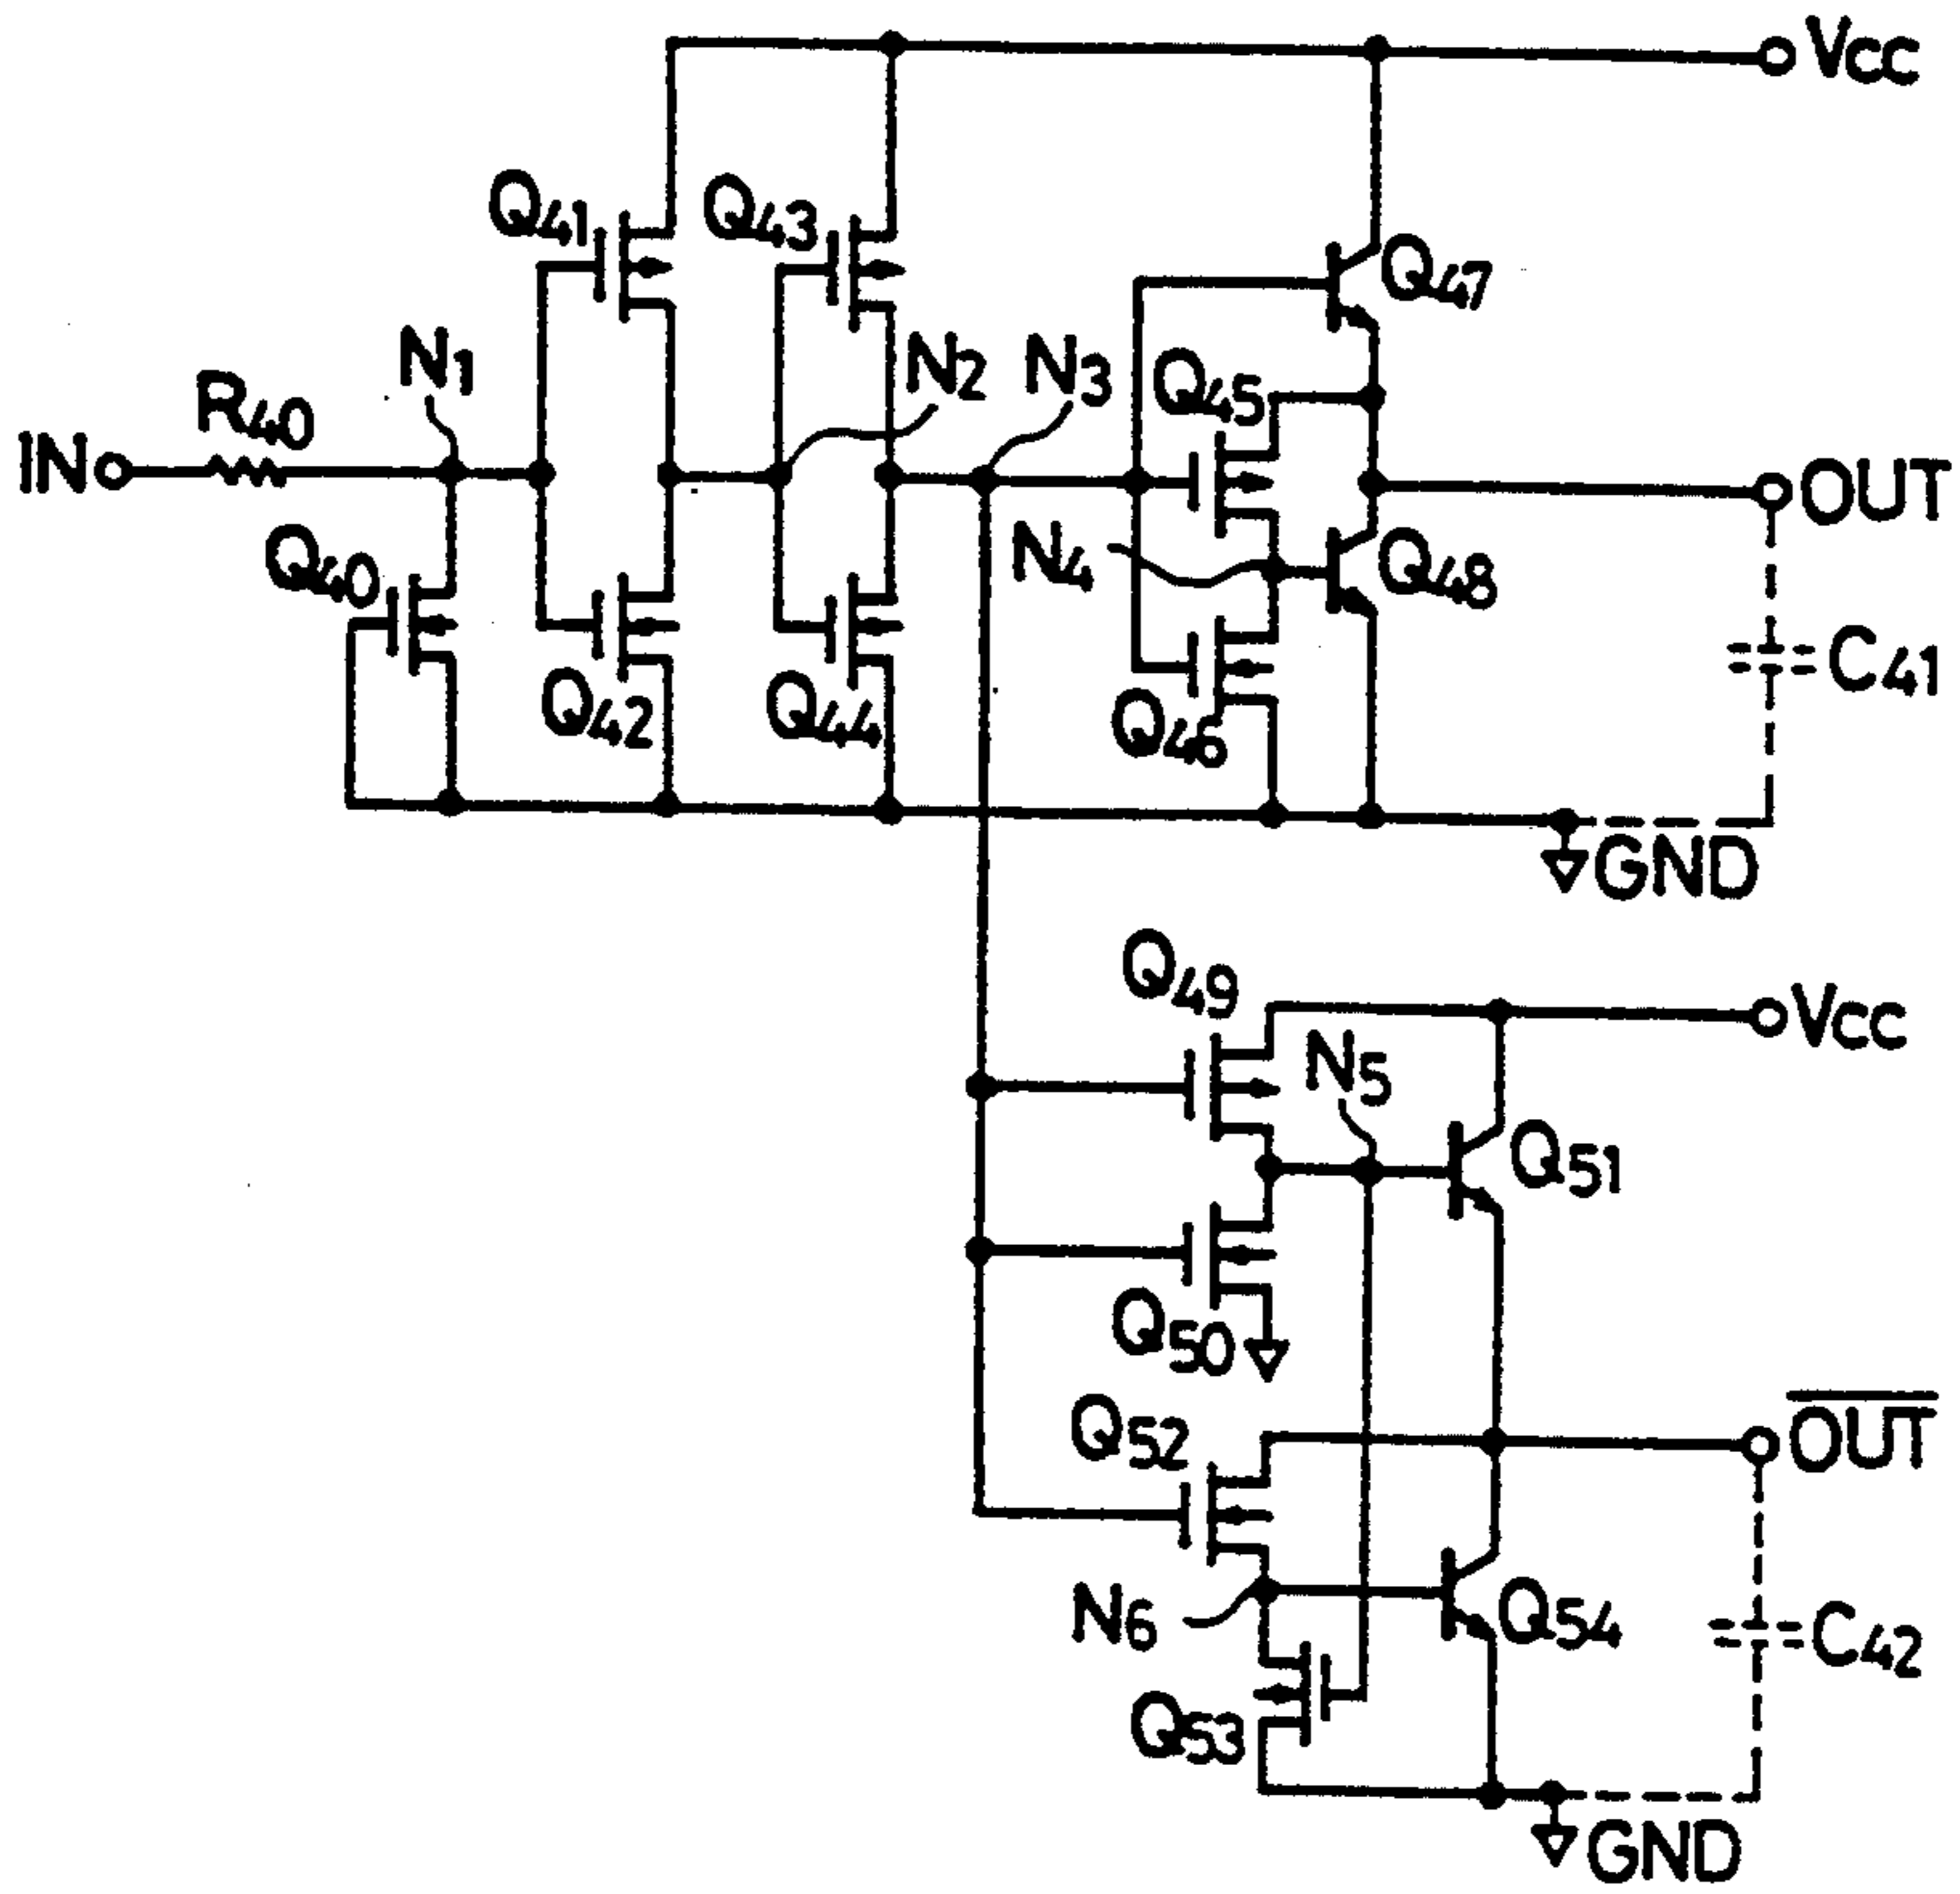 Vcc
Q41
Q43
Q47
N1
N2
N3
Q45
R40
IN
OUT
Q40
N4
Q48
C41
Q42
Q44
Q46
GND
Q49
Vcc
N5
Q51
Q50
Q52
OUT
N6
Q54
C42
Q53
GND